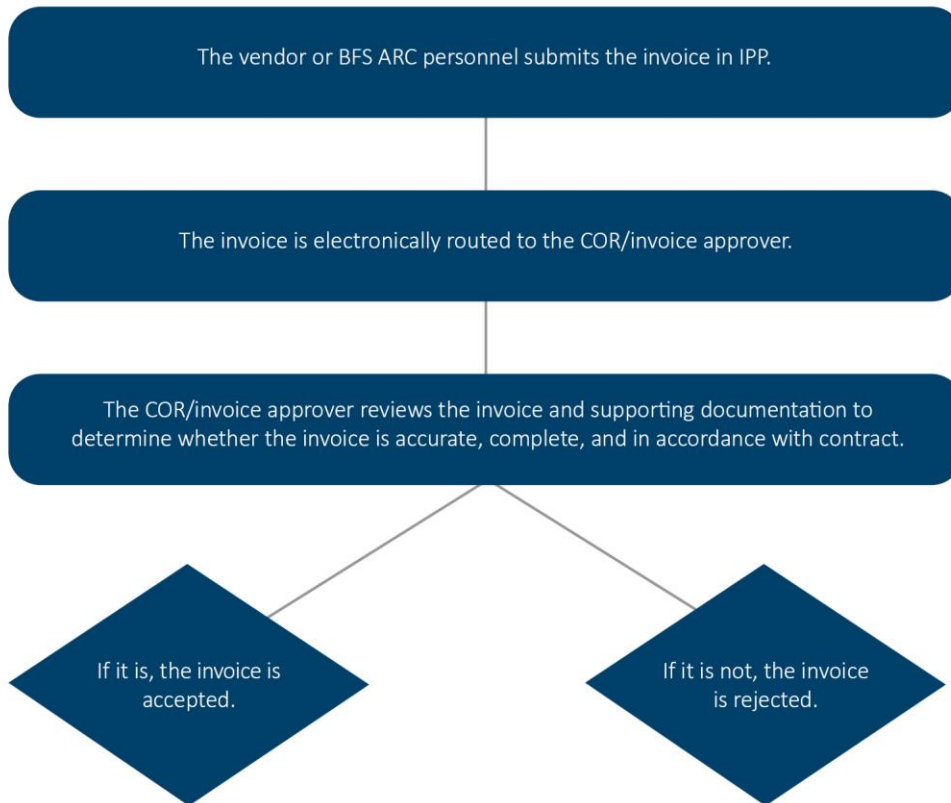 The vendor or BFS ARC personnel submits the invoice in IPP.
The invoice is electronically routed to the COR/invoice approver.
The COR/invoice approver reviews the invoice and supporting documentation to
determine whether the invoice is accurate, complete, and in accordance with contract.
If it is, the invoice is
accepted.
If it is not, the invoice
is rejected.